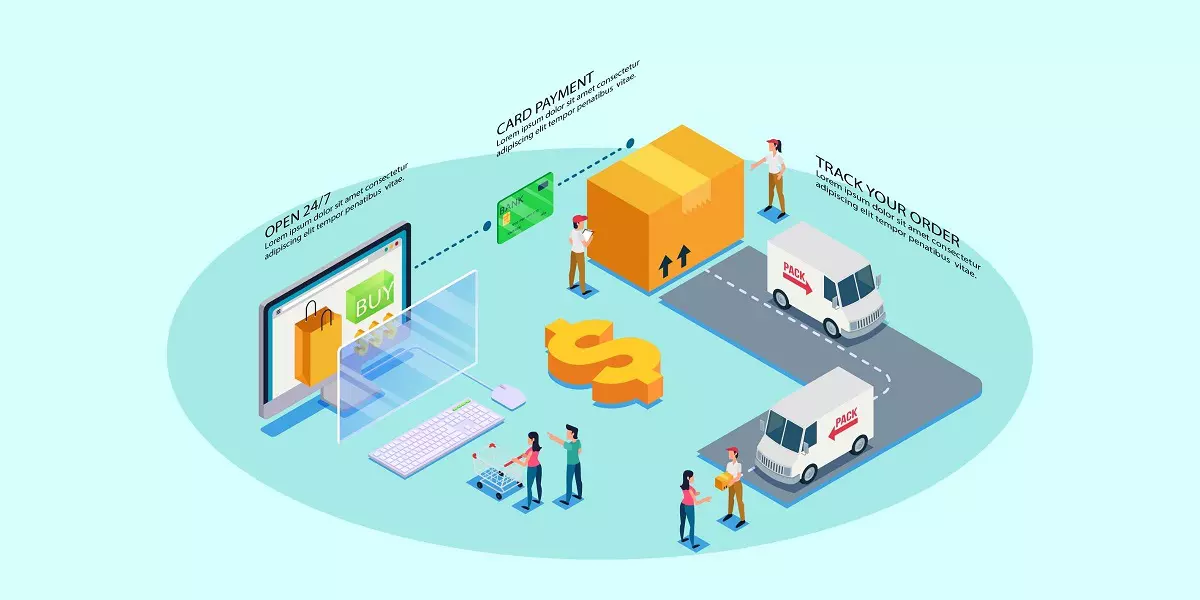 CARD PAYMENT
Lorem ipsum dolor sit amet consectetur
adipiscing elit tempor penatibus vitae.
OPEN 24/7
Lorem ipsum dolor sit amet consectetur
adipiscing elit tempor penatibus vitae.
TRACK YOUR ORDER
Lorem ipsum dolor sit amet consectetur
adipiscing elit tempor penatibus vitae.
BANK
BUY
PACK
PACK